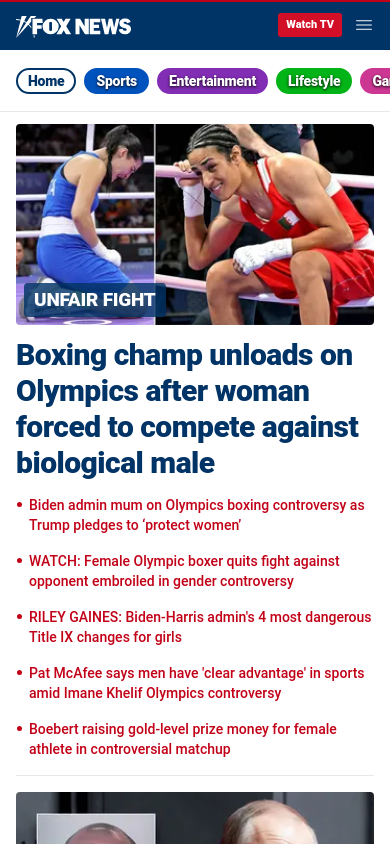 FOX NEWS
Watch TV
Home
Sports
Entertainment
Lifestyle
UNFAIR FIGHT
Boxing champ unloads on
Olympics after woman
forced to compete against
biological male
• Biden admin mum on Olympics boxing controversy as
Trump pledges to ‘protect women’
• WATCH: Female Olympic boxer quits fight against
opponent embroiled in gender controversy
• RILEY GAINES: Biden-Harris admin's 4 most dangerous
Title IX changes for girls
• Pat McAfee says men have 'clear advantage' in sports
amid Imane Khelif Olympics controversy
• Boebert raising gold-level prize money for female
athlete in controversial matchup